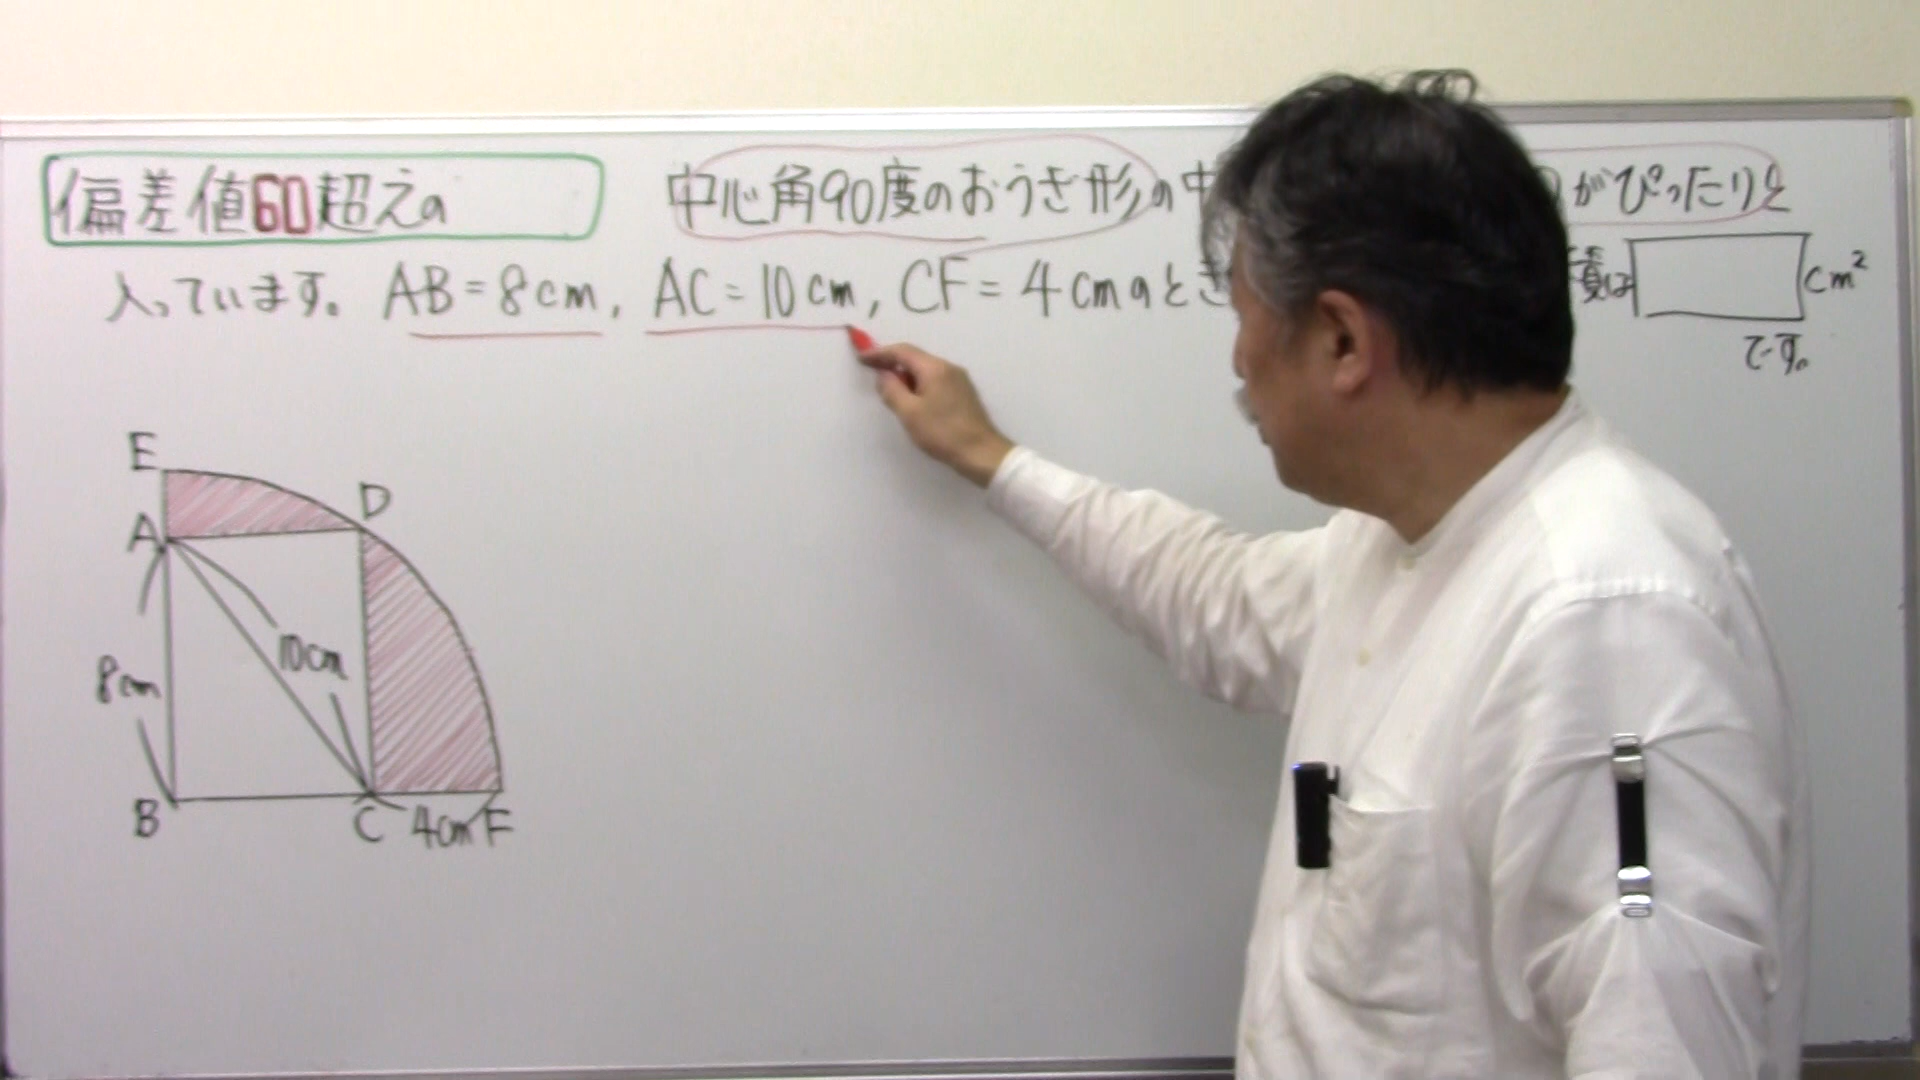 偏差値60超えの
中心角90度のおうぎ形の中
がぴったりと
入っています。AB=8cm, AC=10cm, CF=4cmのとき
積は cm²
です。
E
D
A
10cm
8cm
B
C
4cm
F